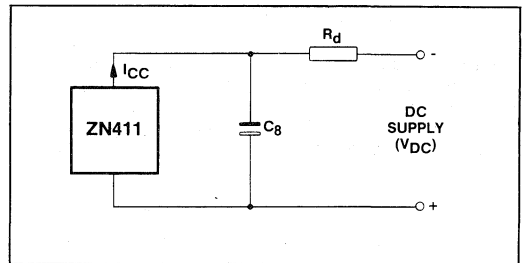 Rd
-
ICC
ZN411
C8
DC
SUPPLY
(VDC)
+